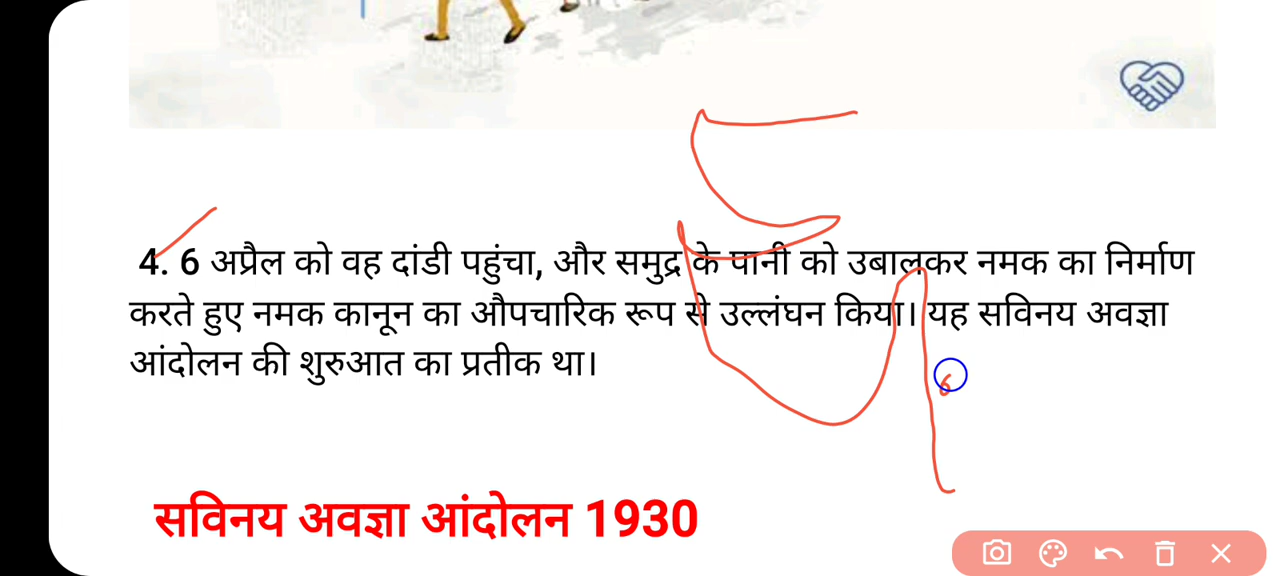 4. 6 अप्रैल को वह दांडी पहुंचा, और समुद्र के पानी को उबालकर नमक का निर्माण
करते हुए नमक कानून का औपचारिक रूप से उल्लंघन किया। यह सविनय अवज्ञा
आंदोलन की शुरुआत का प्रतीक था।
सविनय अवज्ञा आंदोलन 1930